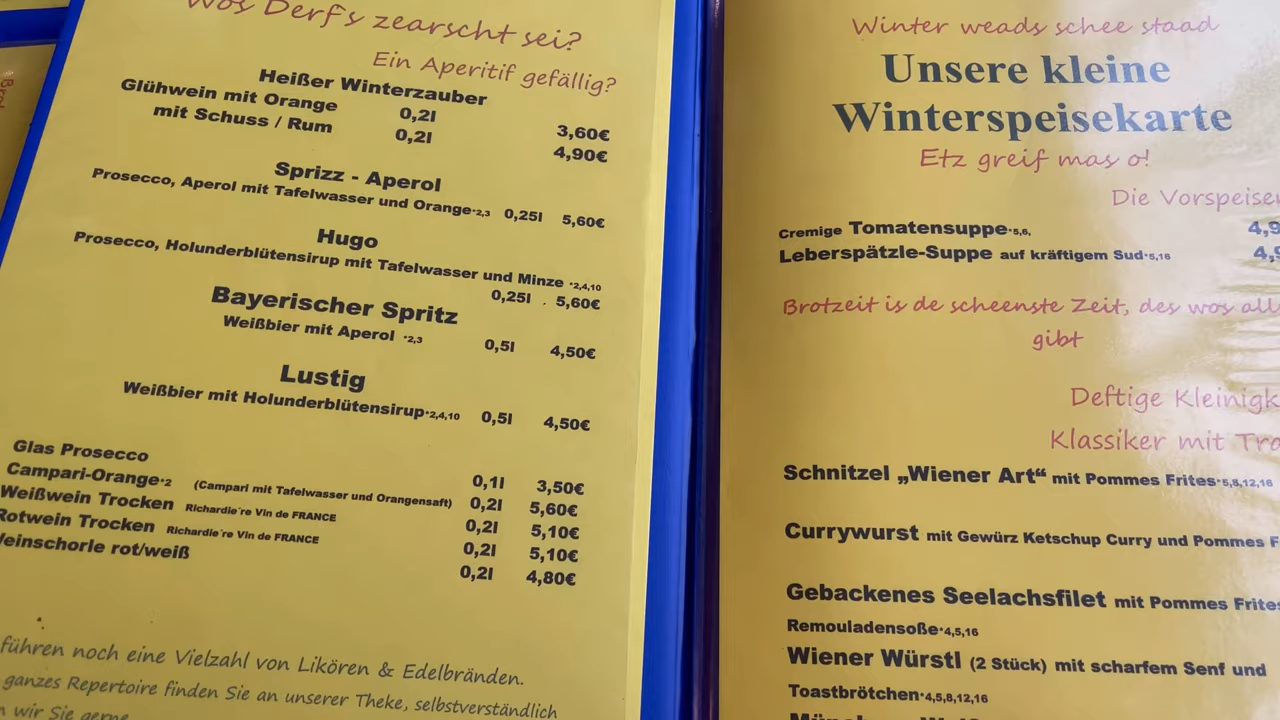 Wos Derf's zearscht sei?
Ein Aperitif gefällig?
Heißer Winterzauber
Glühwein mit Orange 0,2l 3,60€
mit Schuss / Rum 0,2l 4,90€
Sprizz - Aperol
Prosecco, Aperol mit Tafelwasser und Orange·2,3 0,25l 5,60€
Hugo
Prosecco, Holunderblütensirup mit Tafelwasser und Minze ·2,4,10
0,25l . 5,60€
Bayerischer Spritz
Weißbier mit Aperol ·2,3 0,5l 4,50€
Lustig
Weißbier mit Holunderblütensirup·2,4,10 0,5l 4,50€
Glas Prosecco 0,1l 3,50€
Campari-Orange·2 (Campari mit Tafelwasser und Orangensaft) 0,2l 5,60€
Weißwein Trocken Richardie´re Vin de FRANCE 0,2l 5,10€
Rotwein Trocken Richardie´re Vin de FRANCE 0,2l 5,10€
einschorle rot/weiß 0,2l 4,80€
führen noch eine Vielzahl von Likören & Edelbränden.
ganzes Repertoire finden Sie an unserer Theke, selbstverständlich
wir Sie gerne
Winter weads schee staad
Unsere kleine
Winterspeisekarte
Etz greif mas o!
Die Vorspeisen
Cremige Tomatensuppe·5,6, 4,9
Leberspätzle-Suppe auf kräftigem Sud·5,16 4,9
Brotzeit is de scheenste Zeit, des wos all
gibt
Deftige Kleinigk
Klassiker mit Tra
Schnitzel „Wiener Art“ mit Pommes Frites·5,8,12,16
Currywurst mit Gewürz Ketschup Curry und Pommes F
Gebackenes Seelachsfilet mit Pommes Frites
Remouladensoße·4,5,16
Wiener Würstl (2 Stück) mit scharfem Senf und
Toastbrötchen·4,5,8,12,16